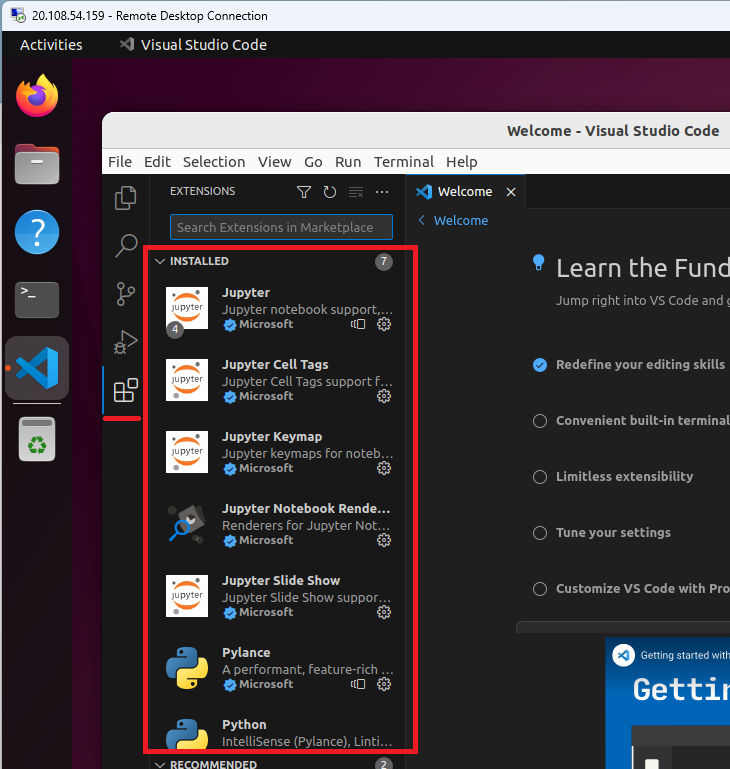 20.108.54.159 - Remote Desktop Connection
Activities
Visual Studio Code
Welcome - Visual Studio Code
File Edit Selection View Go Run Terminal Help
EXTENSIONS
Search Extensions in Marketplace
INSTALLED
7
jupyter
4
Jupyter
Jupyter notebook support,...
Microsoft
jupyter
Jupyter Cell Tags
Jupyter Cell Tags support f...
Microsoft
jupyter
Jupyter Keymap
Jupyter keymaps for noteb...
Microsoft
Jupyter Notebook Rende...
Renderers for Jupyter Not...
Microsoft
jupyter
Jupyter Slide Show
Jupyter Slide Show suppor...
Microsoft
Pylance
A performant, feature-rich ...
Microsoft
Python
IntelliSense (Pylance), Linti...
RECOMMENDED
2
Welcome
Welcome
Learn the Fund
Jump right into VS Code and g
Redefine your editing skills
Convenient built-in terminal
Limitless extensibility
Tune your settings
Customize VS Code with Pro
Getting started with
Gettin